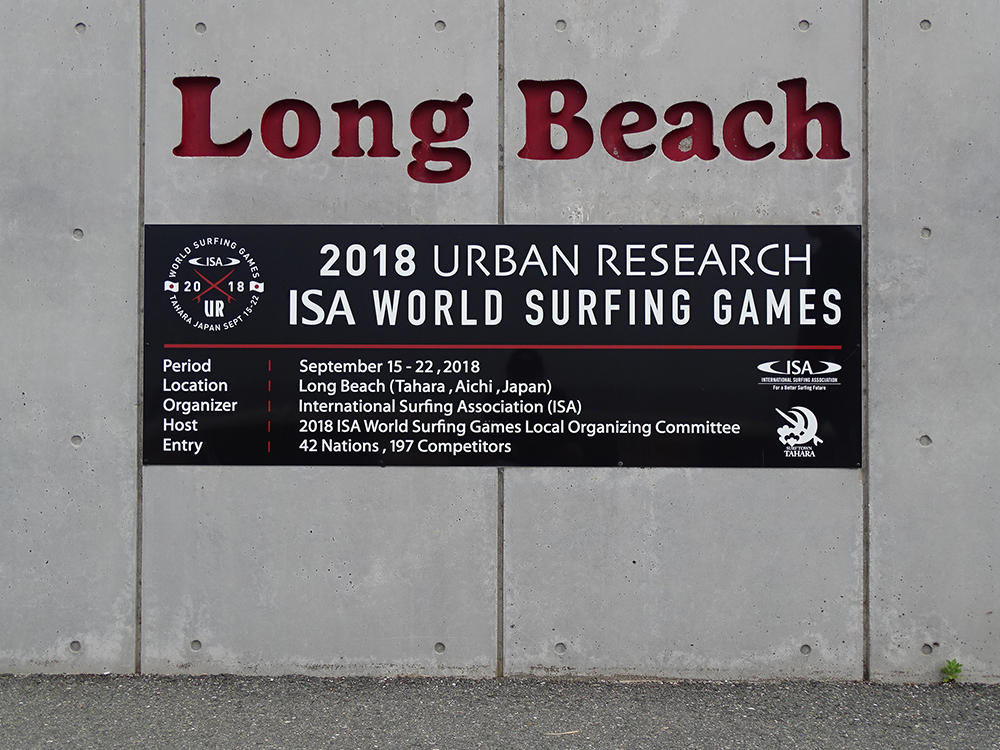 Long Beach
WORLD SURFING GAMES
ISA
2018
UR
TAHARA JAPAN SEPT 15-22
2018 URBAN RESEARCH
ISA WORLD SURFING GAMES
Period | September 15 - 22 , 2018
Location | Long Beach (Tahara , Aichi , Japan)
Organizer | International Surfing Association (ISA)
Host | 2018 ISA World Surfing Games Local Organizing Committee
Entry | 42 Nations , 197 Competitors
ISA
INTERNATIONAL SURFING ASSOCIATION
For a Better Surfing Future
SURF TOWN
TAHARA